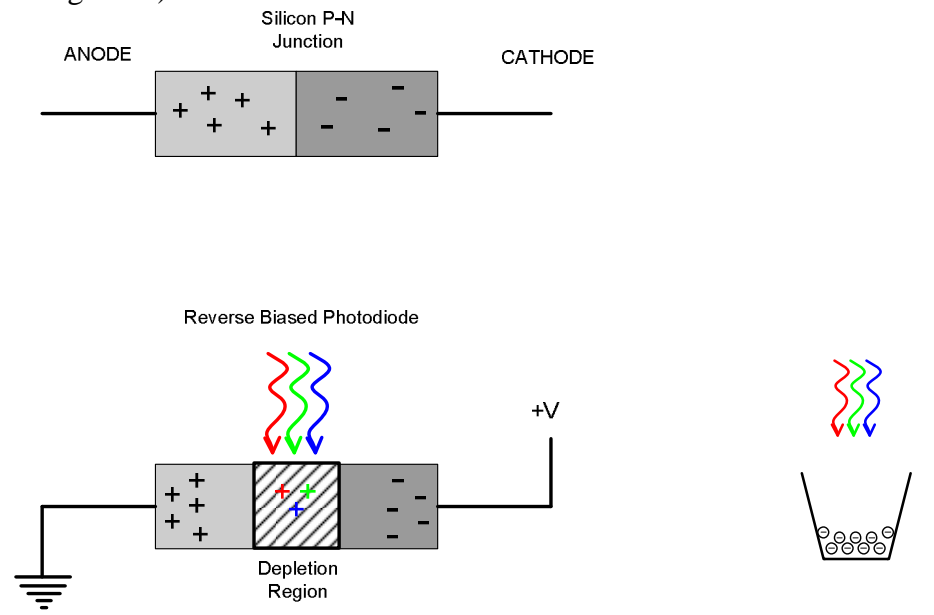 Silicon P-N
Junction
ANODE
CATHODE
+ + + + +
- - - - - -
Reverse Biased Photodiode
+V
+ + + + +
+ + +
- - - - -
Depletion
Region